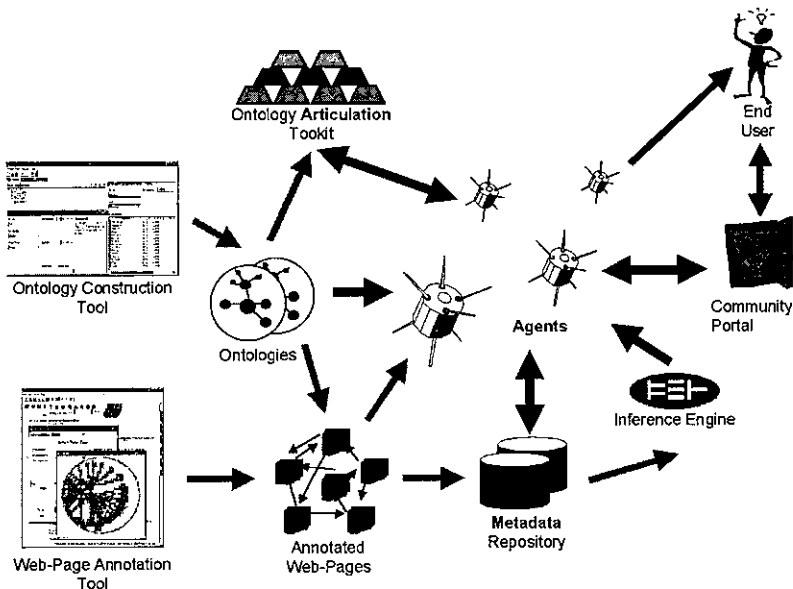 Ontology Articulation
Tookit
End
User
Ontology Construction
Tool
Ontologies
Agents
Community
Portal
Inference Engine
Annotated
Web-Pages
Metadata
Repository
Web-Page Annotation
Tool